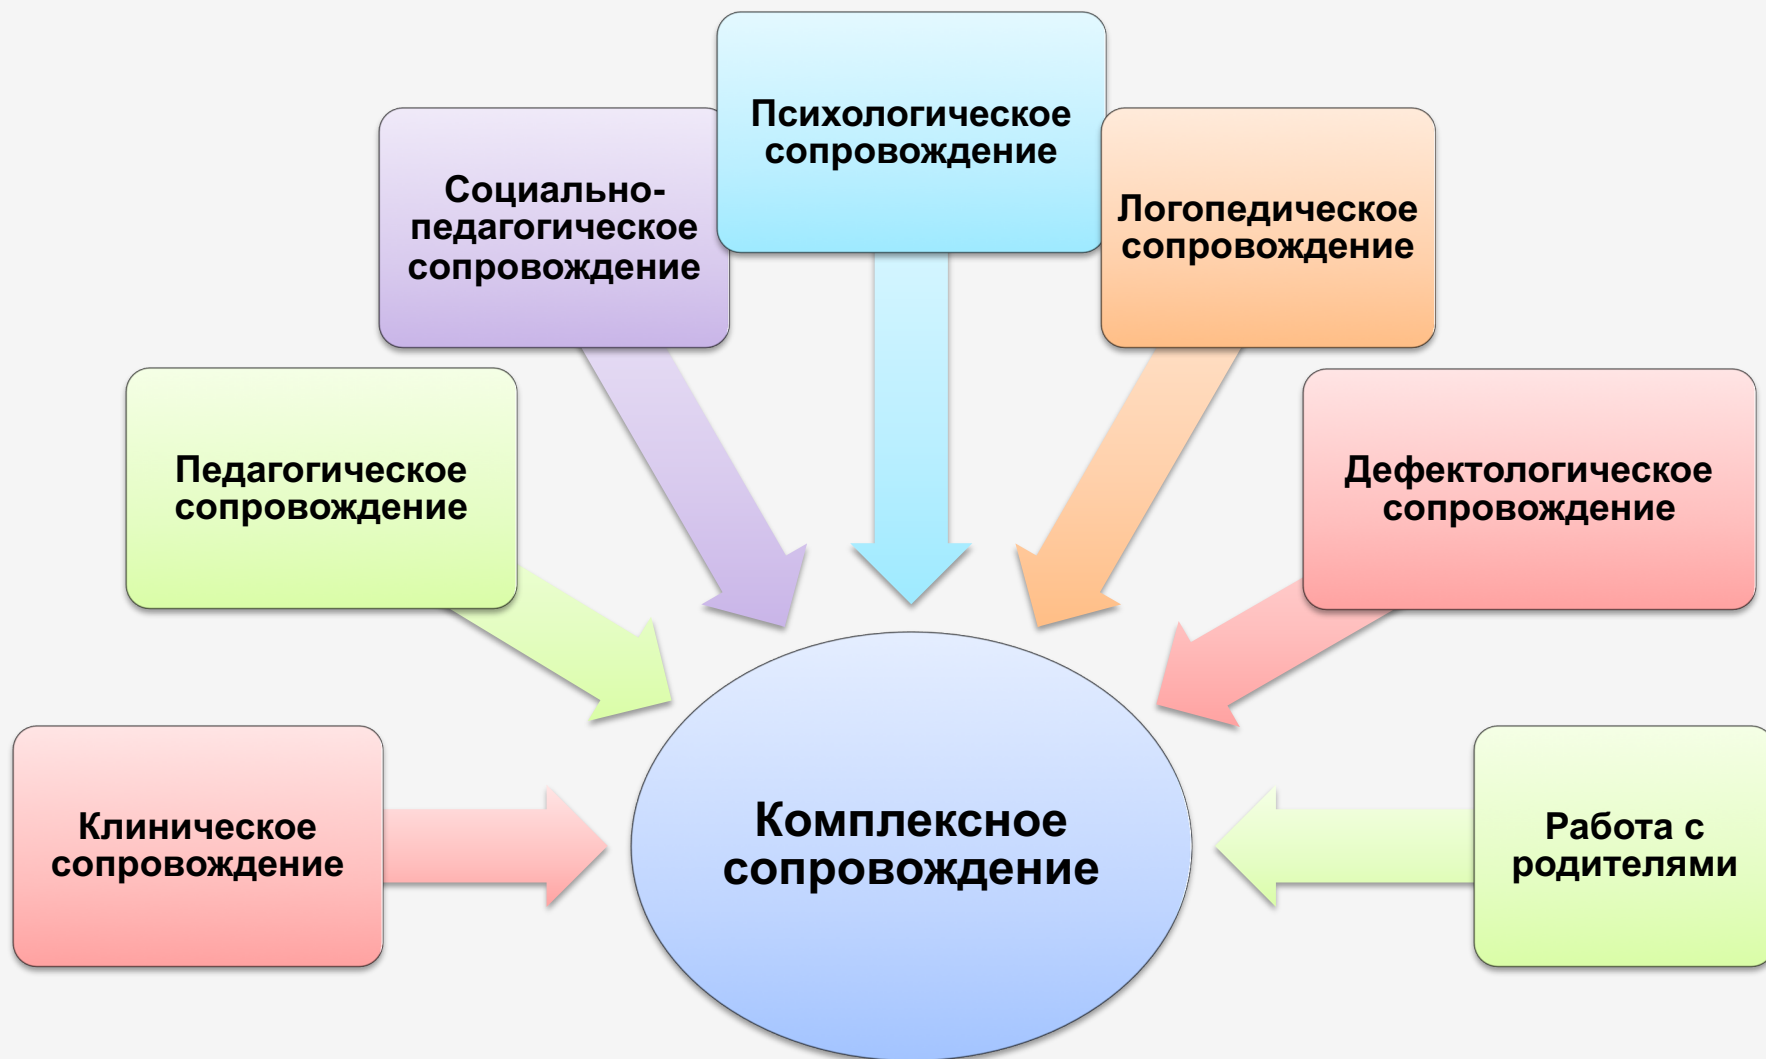 Психологическое
сопровождение
Социально-
педагогическое
сопровождение
Логопедическое
сопровождение
Педагогическое
сопровождение
Дефектологическое
сопровождение
Клиническое
сопровождение
Комплексное
сопровождение
Работа с
родителями